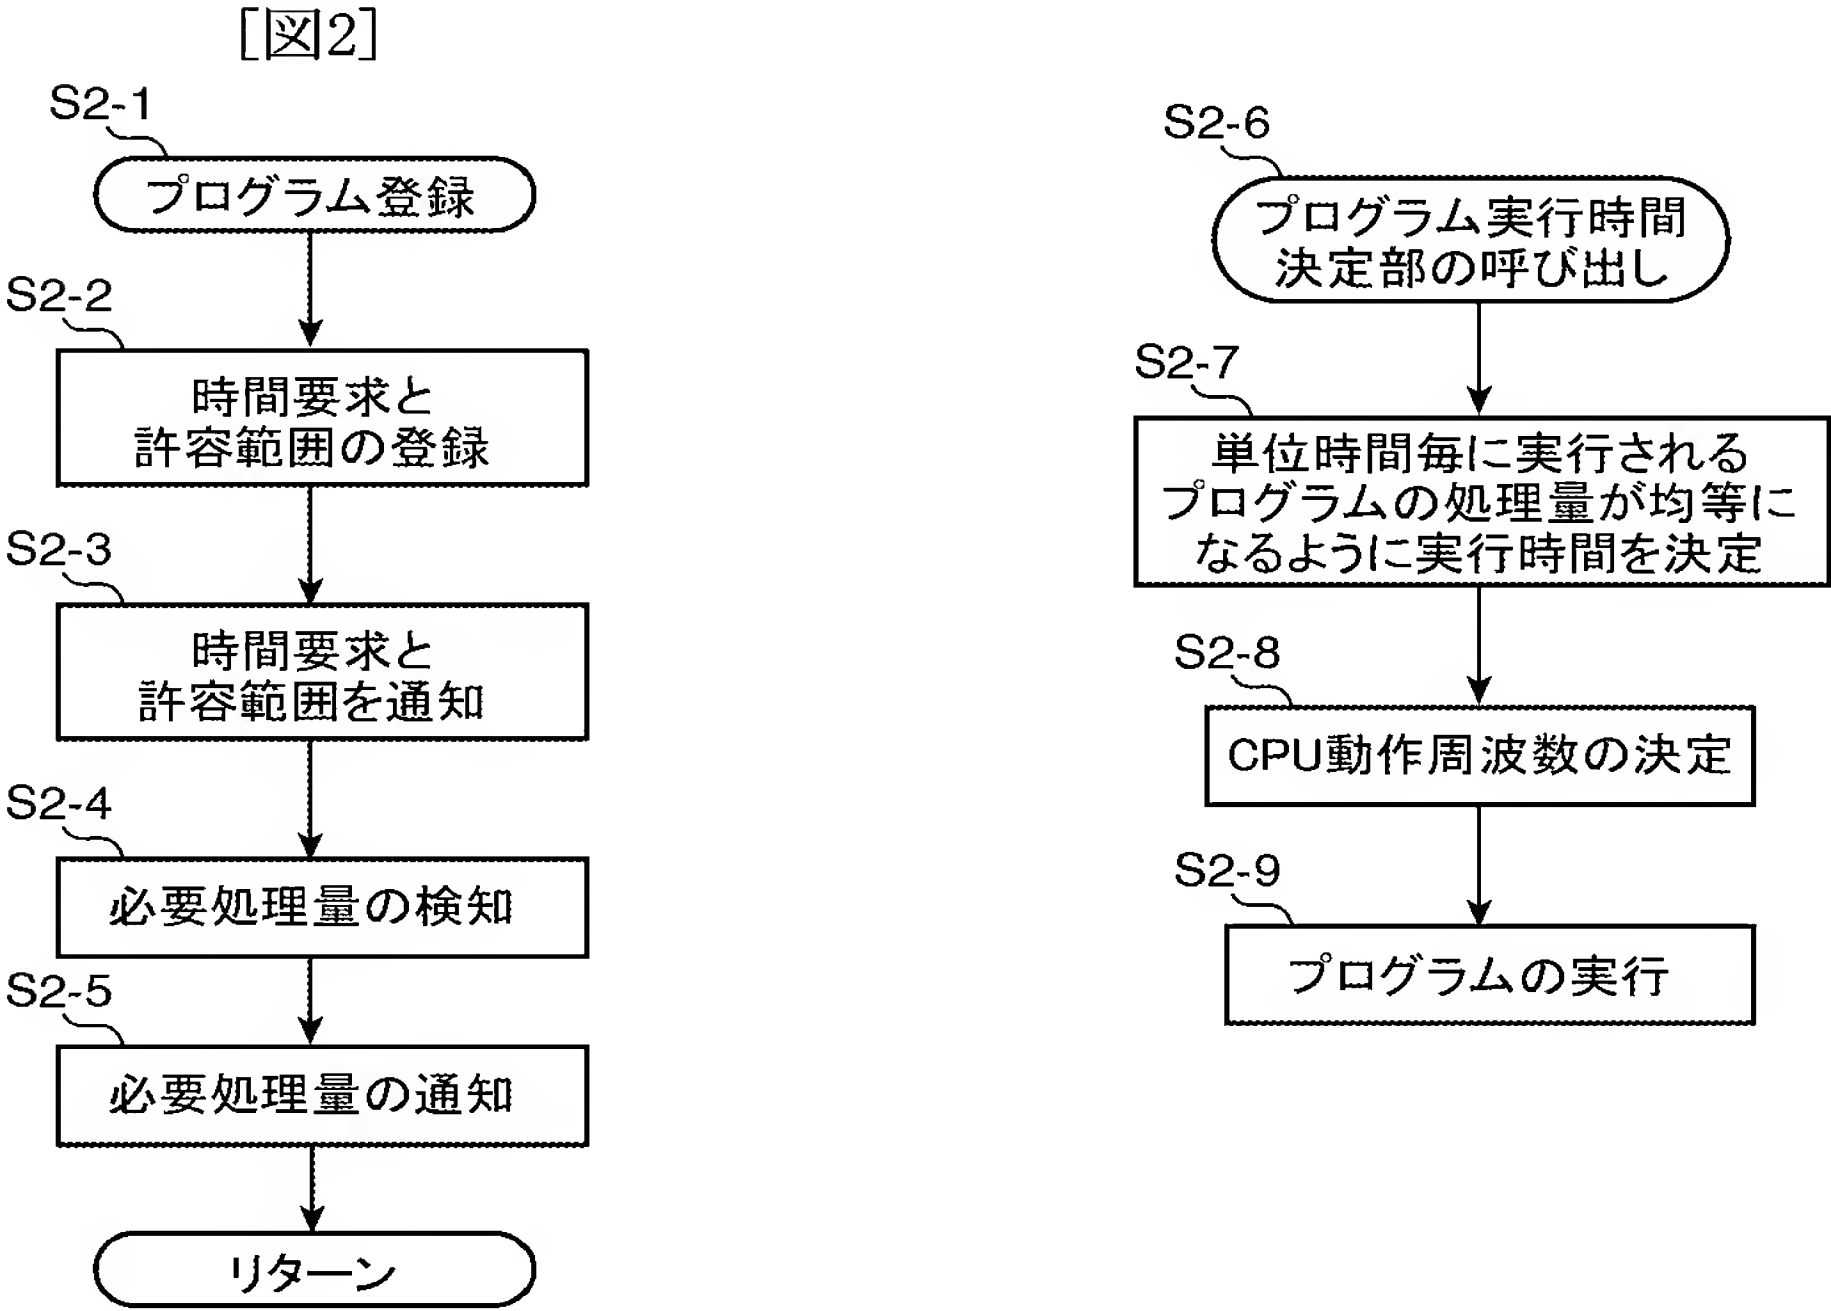 [図2]
S2-1
プログラム登録
S2-2
時間要求と
許容範囲の登録
S2-3
時間要求と
許容範囲を通知
S2-4
必要処理量の検知
S2-5
必要処理量の通知
リターン
S2-6
プログラム実行時間
決定部の呼び出し
S2-7
単位時間毎に実行される
プログラムの処理量が均等に
なるように実行時間を決定
S2-8
CPU動作周波数の決定
S2-9
プログラムの実行